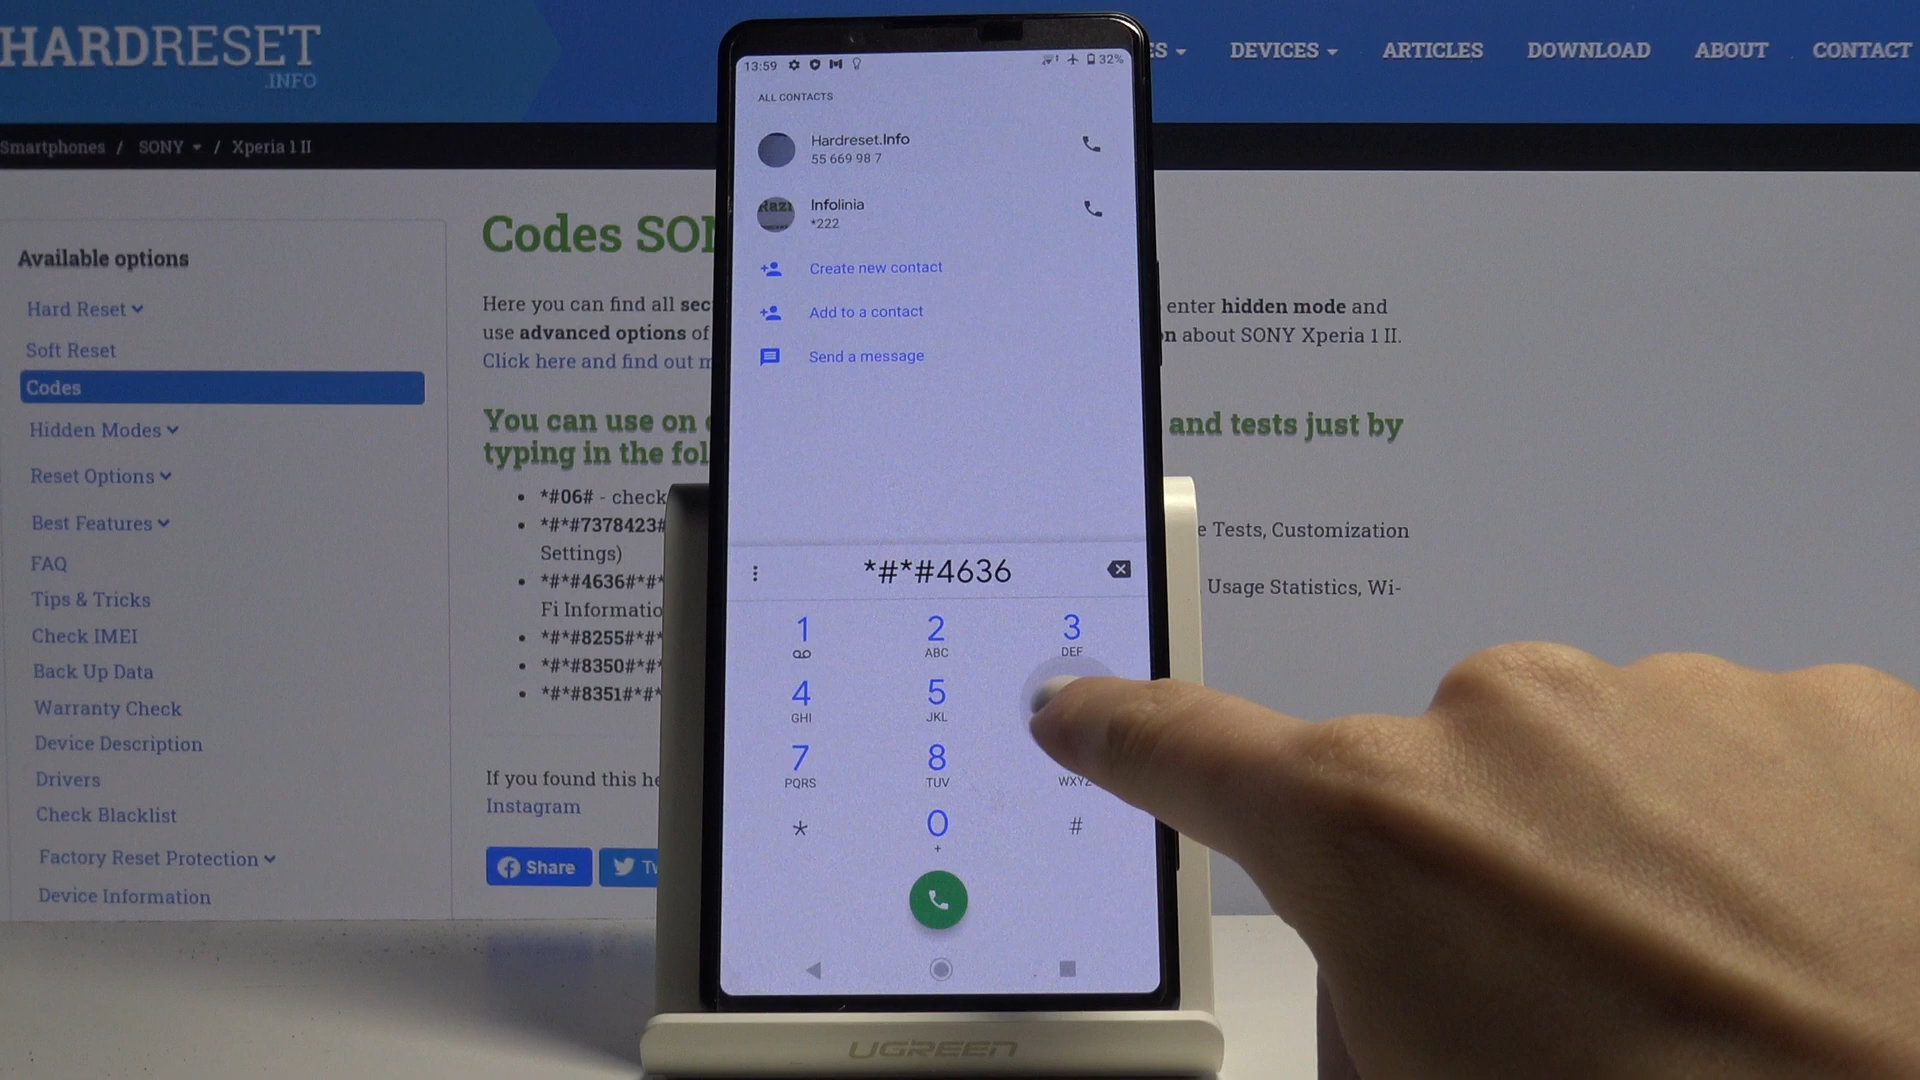 HARDRESET
.INFO
DEVICES
ARTICLES
DOWNLOAD
ABOUT
CONTACT
Smartphones / SONY / Xperia 1 II
Available options
Hard Reset
Soft Reset
Codes
Hidden Modes
Reset Options
Best Features
FAQ
Tips & Tricks
Check IMEI
Back Up Data
Warranty Check
Device Description
Drivers
Check Blacklist
Factory Reset Protection
Device Information
Codes
Here you can find all
enter hidden mode and
use advanced options of
about SONY Xperia 1 II.
Click here and find out
You can use on
and tests just by
typing in the
*#06# - check
*#*#7378423#
Tests, Customization
Settings)
*#*#4636#*#*
Usage Statistics, Wi-
Fi
*#*#8255#*#*
*#*#8350#*#*
*#*#8351#*#*
If you found this
Instagram
Share
13:59
32%
ALL CONTACTS
Hardreset.Info
55 669 98 7
Infolinia
*222
Create new contact
Add to a contact
Send a message
*#*#4636
1
2 ABC
3 DEF
4 GHI
5 JKL
7 PQRS
8 TUV
WXYZ
*
0 +
#
UGREEN